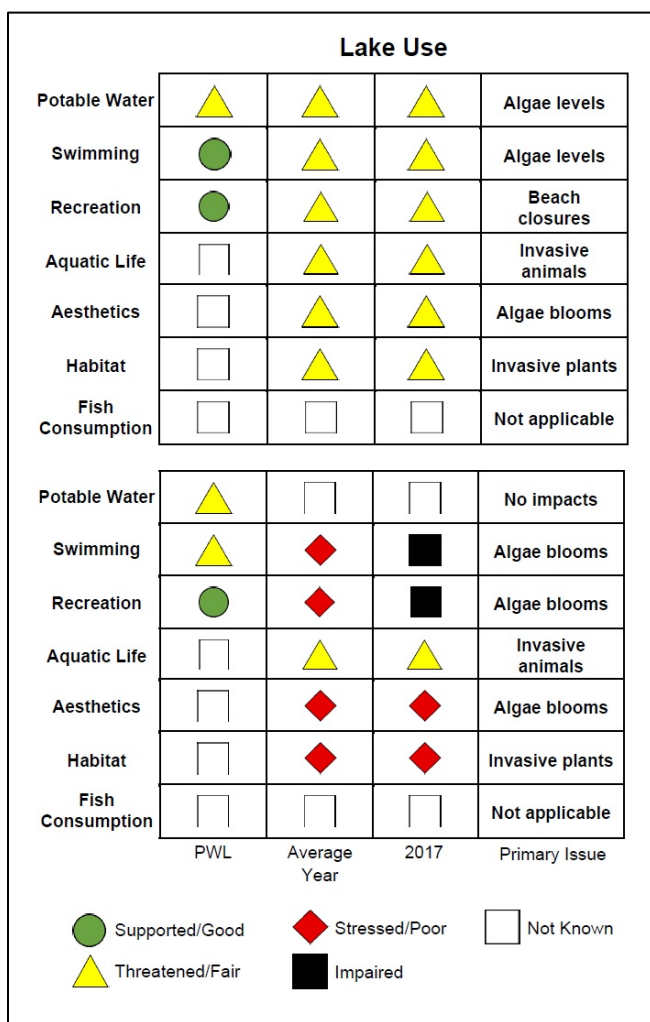 Lake Use
Potable Water
Algae levels
Swimming
Algae levels
Recreation
Beach
closures
Aquatic Life
Invasive
animals
Aesthetics
Algae blooms
Habitat
Invasive plants
Fish
Consumption
Not applicable
Potable Water
No impacts
Swimming
Algae blooms
Recreation
Algae blooms
Aquatic Life
Invasive
animals
Aesthetics
Algae blooms
Habitat
Invasive plants
Fish
Consumption
Not applicable
PWL
Average
Year
2017
Primary Issue
Supported/Good
Stressed/Poor
Not Known
Threatened/Fair
Impaired